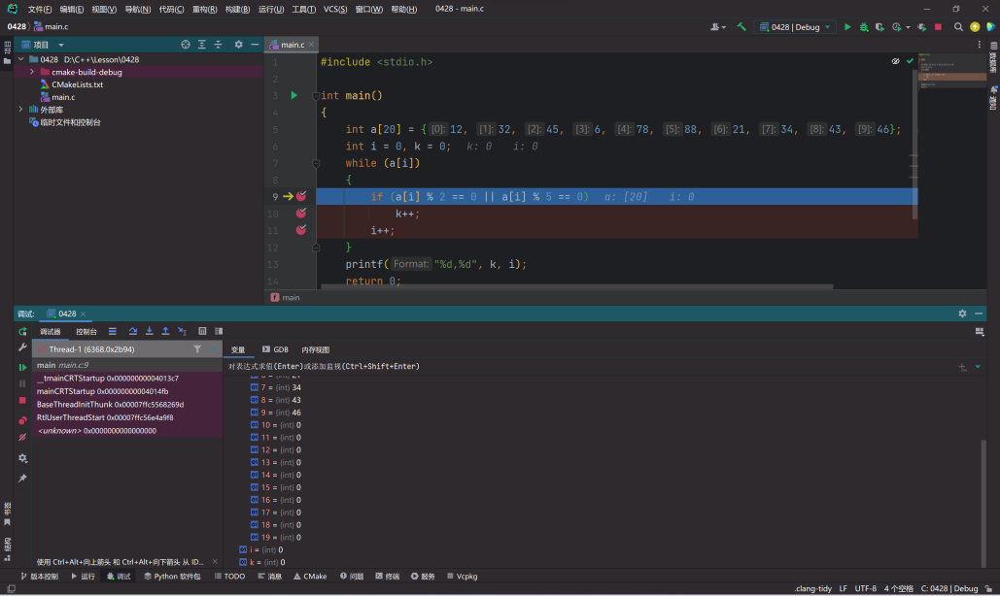 文件(F) 编辑(E) 视图(V) 导航(N) 代码(C) 重构(R) 构建(B) 运行(U) 工具(T) VCS(S) 窗口(W) 帮助(H) 0428 - main.c
0428 main.c
0428 | Debug
项目
main.c
0428 D:\C++\Lesson\0428
cmake-build-debug
CMakeLists.txt
main.c
外部库
临时文件和控制台
1 #include <stdio.h>
2
3 int main()
4 {
5 int a[20] = {[0]: 12, [1]: 32, [2]: 45, [3]: 6, [4]: 78, [5]: 88, [6]: 21, [7]: 34, [8]: 43, [9]: 46};
6 int i = 0, k = 0; k: 0 i: 0
7 while (a[i])
8 {
9 if (a[i] % 2 == 0 || a[i] % 5 == 0) a: [20] i: 0
10 k++;
11 i++;
12 }
13 printf( Format: "%d,%d", k, i);
14 return 0;
main
项目
数据库
通知
调试: 0428
调试器 控制台
Thread-1 (6368.0x2b94)
main main.c:9
__tmainCRTStartup 0x00000000004013c7
mainCRTStartup 0x00000000004014fb
BaseThreadInitThunk 0x00007ffc5568269d
RtlUserThreadStart 0x00007ffc56e4a9f8
<unknown> 0x0000000000000000
使用 Ctrl+Alt+向上箭头 和 Ctrl+Alt+向下箭头 从 ID...
变量 GDB 内存视图
对表达式求值(Enter)或添加监视(Ctrl+Shift+Enter)
6 = {int} 21
7 = {int} 34
8 = {int} 43
9 = {int} 46
10 = {int} 0
11 = {int} 0
12 = {int} 0
13 = {int} 0
14 = {int} 0
15 = {int} 0
16 = {int} 0
17 = {int} 0
18 = {int} 0
19 = {int} 0
i = {int} 0
k = {int} 0
书签
结构
版本控制 运行 调试 Python 软件包 TODO 消息 CMake 问题 终端 服务 Vcpkg
.clang-tidy LF UTF-8 4 个空格 C: 0428 | Debug